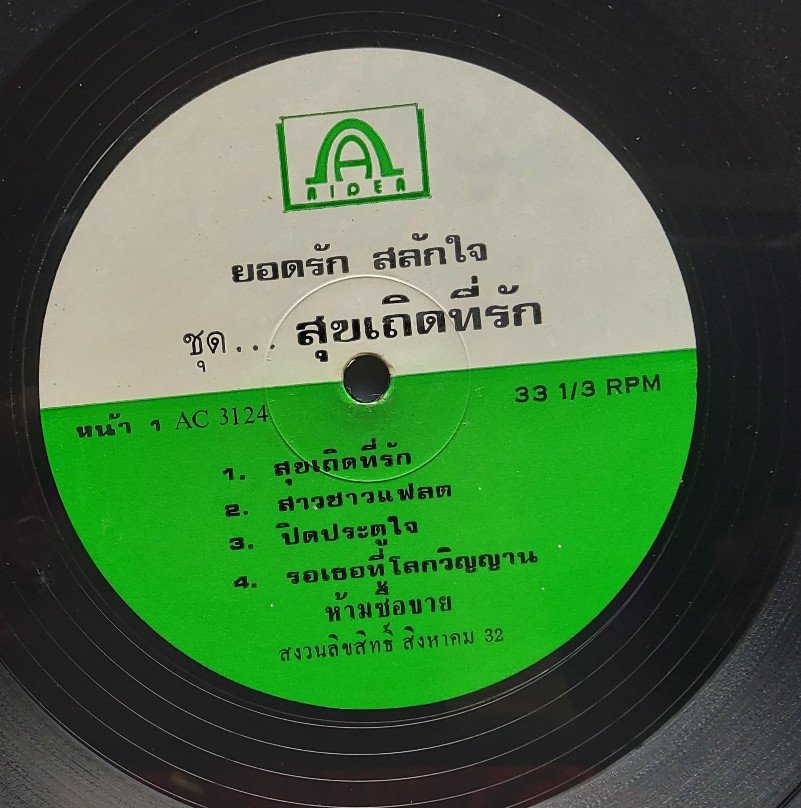 A
RIDER
ยอดรัก สลักใจ
ชุด... สุขเถิดที่รัก
33 1/3 RPM
หน้า 1 AC 3124
1. สุขเถิดที่รัก
2. สาวชาวแฟลต
3. ปิดประตูใจ
4. รอเธอที่โลกวิญญาน
ห้ามซื้อขาย
สงวนลิขสิทธิ์ สิงหาคม 32